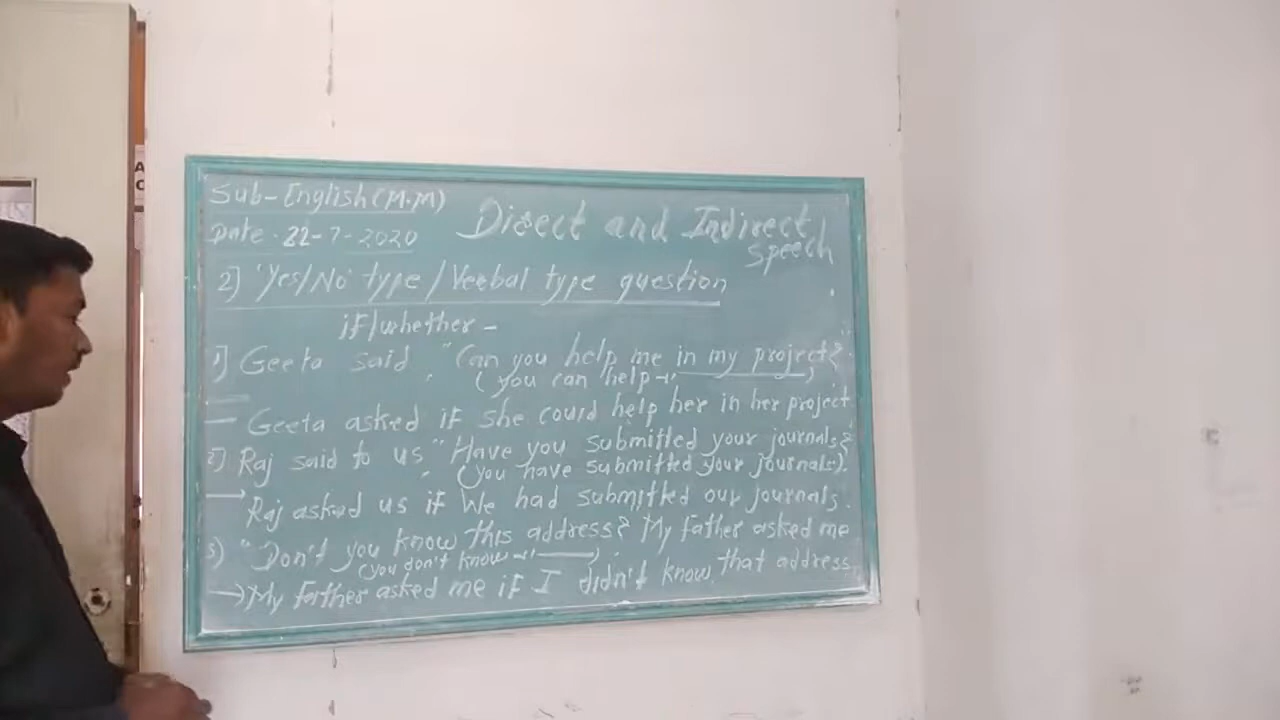 Sub-English(M.M)
Date - 22-7-2020
Direct and Indirect
Speech
2) 'Yes/No' type / Verbal type question
if/whether -
1) Geeta said, "Can you help me in my project?"
(you can help →" ———)
Geeta asked if she could help her in her project
2) Raj said to us, "Have you submitted your journals?
(you have submitted your journals).
→ Raj asked us if we had submitted our journals.
3) "Don't you know this address? My father asked me
(you don't know →" ———)
→ My father asked me if I didn't know that address
A
C